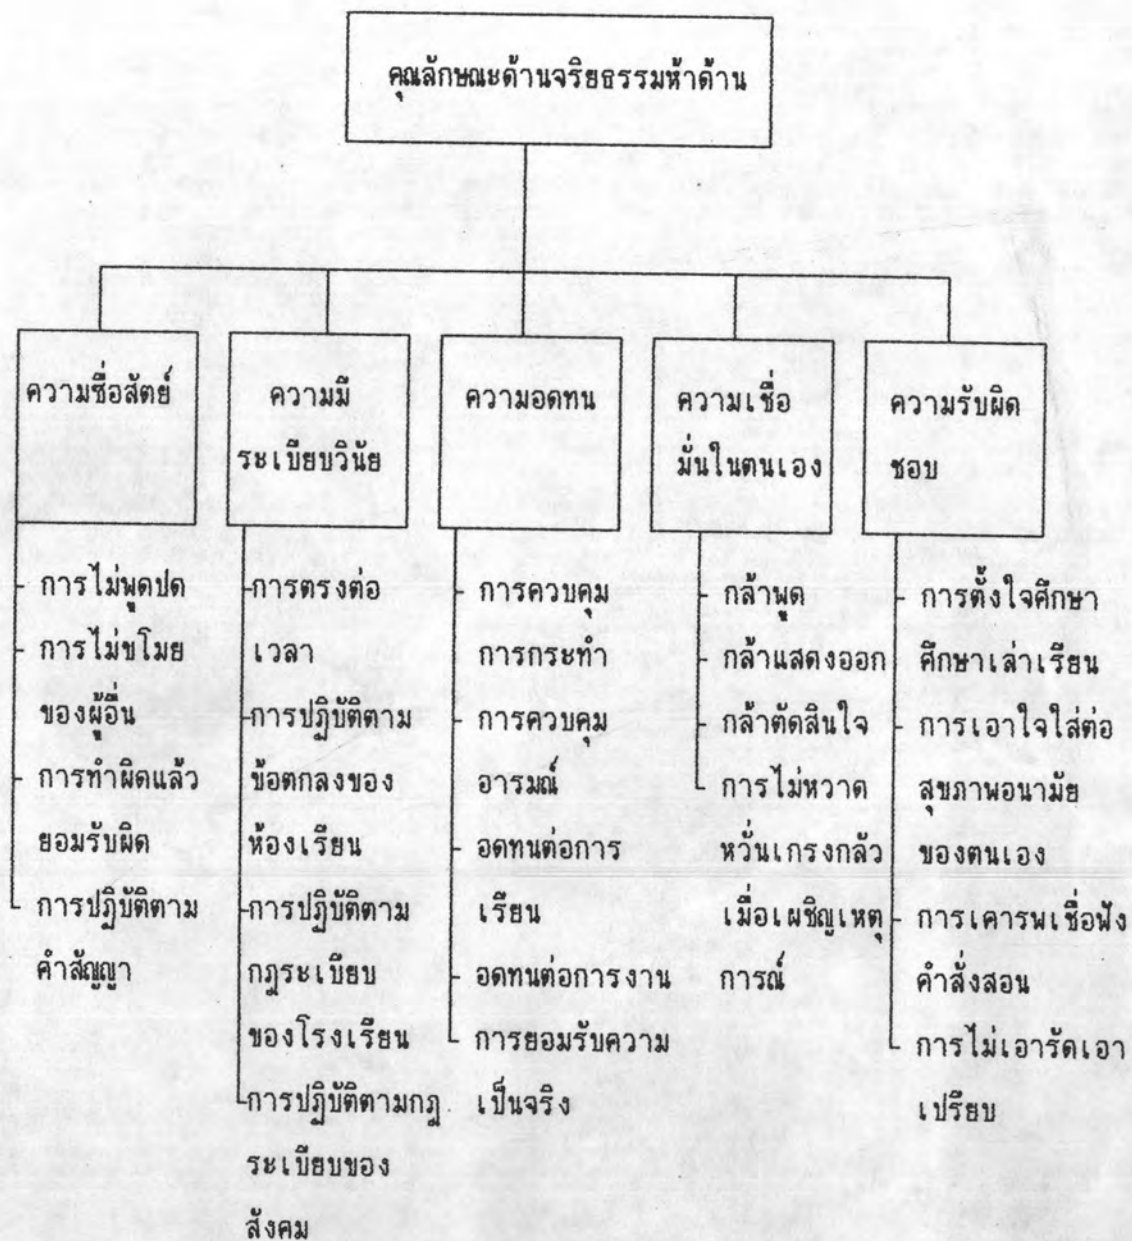 คุณลักษณะด้านจริยธรรมห้าด้าน
ความซื่อสัตย์
การไม่พูดปด
การไม่ขโมย
ของผู้อื่น
การทำผิดแล้ว
ยอมรับผิด
การปฏิบัติตาม
คำสัญญา
ความมี
ระเบียบวินัย
การตรงต่อ
เวลา
การปฏิบัติตาม
ข้อตกลงของ
ห้องเรียน
การปฏิบัติตาม
กฎระเบียบ
ของโรงเรียน
การปฏิบัติตามกฎ
ระเบียบของ
สังคม
ความอดทน
การควบคุม
การกระทำ
การควบคุม
อารมณ์
อดทนต่อการ
เรียน
อดทนต่อการงาน
การยอมรับความ
เป็นจริง
ความเชื่อ
มั่นในตนเอง
กล้าพูด
กล้าแสดงออก
กล้าตัดสินใจ
การไม่หวาด
หวั่นเกรงกลัว
เมื่อเผชิญเหตุ
การณ์
ความรับผิด
ชอบ
การตั้งใจศึกษา
ศึกษาเล่าเรียน
การเอาใจใส่ต่อ
สุขภาพอนามัย
ของตนเอง
การเคารพเชื่อฟัง
คำสั่งสอน
การไม่เอารัดเอา
เปรียบ